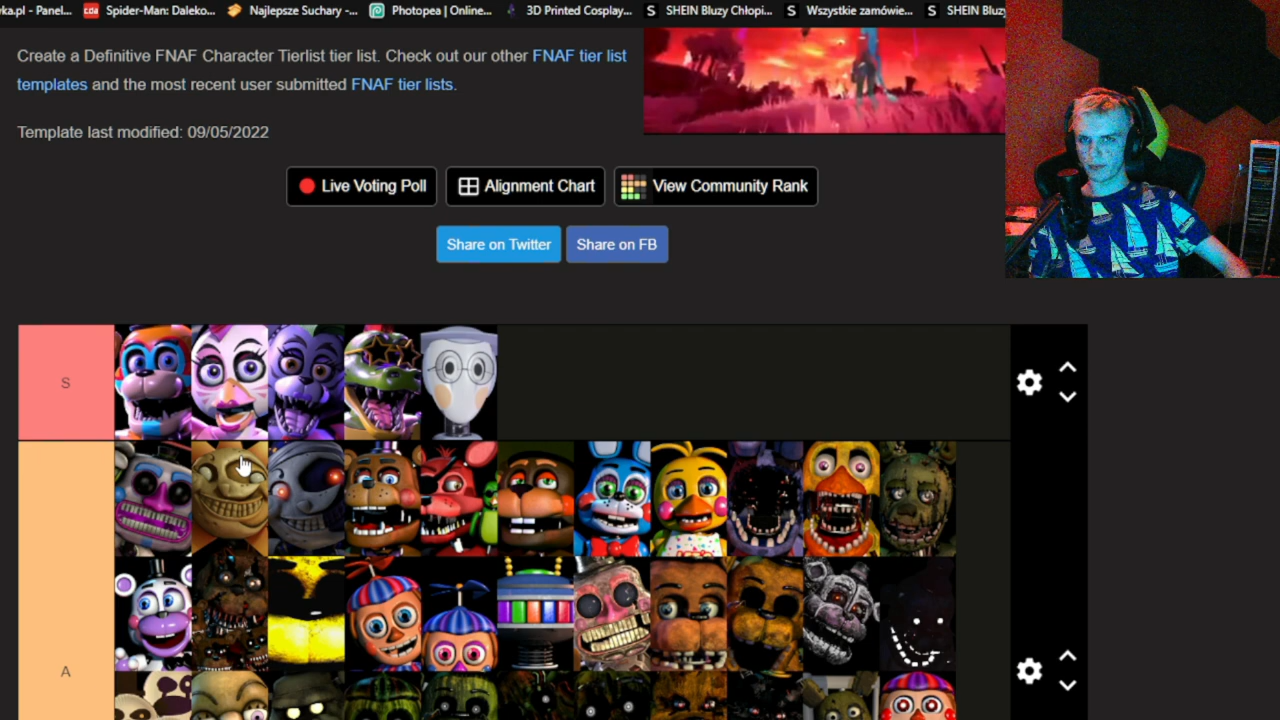 ka.pl - Panel...
CDA
Spider-Man: Daleko...
Najlepsze Suchary -...
Photopea | Online...
3D Printed Cosplay...
S
SHEIN Bluzy Chłopi...
S
Wszystkie zamówie...
S
SHEIN Bluzy
Create a Definitive FNAF Character Tierlist tier list. Check out our other FNAF tier list
templates and the most recent user submitted FNAF tier lists.
Template last modified: 09/05/2022
Live Voting Poll
Alignment Chart
View Community Rank
Share on Twitter
Share on FB
S
A